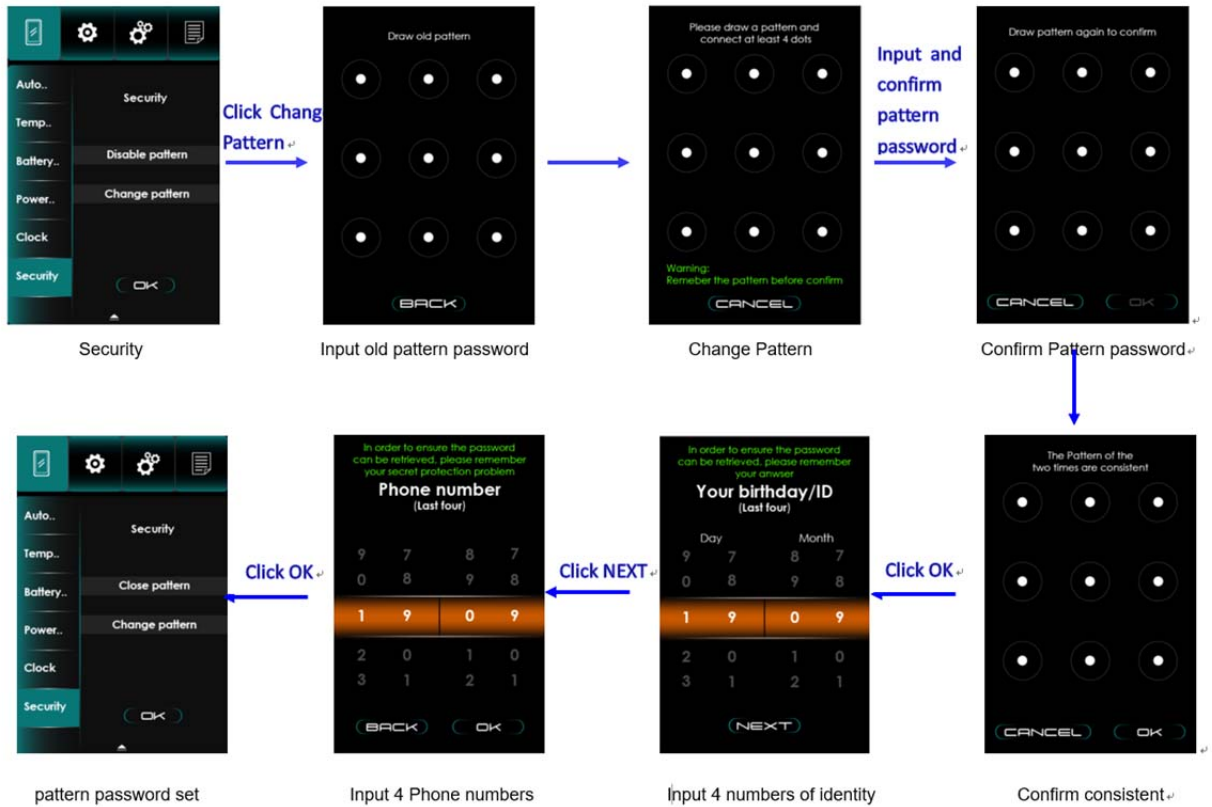 Auto..
Temp..
Battery..
Power..
Clock
Security
Security
Disable pattern
Change pattern
OK
Click Chang
Pattern
Draw old pattern
BACK
Please draw a pattern and
connect at least 4 dots
Warning:
Remeber the pattern before confirm
CANCEL
Input and
confirm
pattern
password
Draw pattern again to confirm
CANCEL
OK
Security
Input old pattern password
Change Pattern
Confirm Pattern password
Auto..
Temp..
Battery..
Power..
Clock
Security
Security
Close pattern
Change pattern
OK
Click OK
In order to ensure the password
can be retrieved, please remember
your secret protection problem
Phone number
(Last four)
9 7 8 7
0 8 9 8
1 9 0 9
2 0 1 0
3 1 2 1
BACK
OK
Click NEXT
In order to ensure the password
can be retrieved, please remember
your anwser
Your birthday/ID
(Last four)
Day Month
9 7 8 7
0 8 9 8
1 9 0 9
2 0 1 0
3 1 2 1
NEXT
Click OK
The Pattern of the
two times are consistent
CANCEL
OK
pattern password set
Input 4 Phone numbers
Input 4 numbers of identity
Confirm consistent